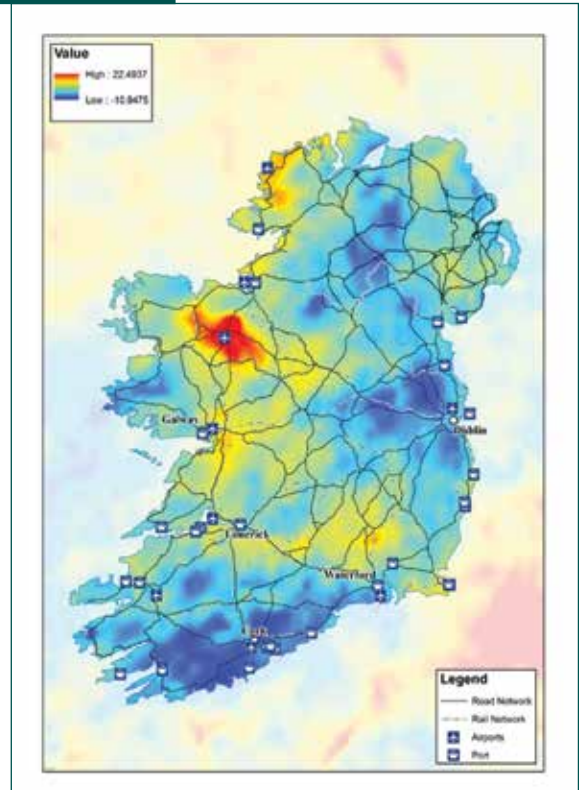 Value
High : 22.4937
Low : -10.9475
Galway
Dublin
Limerick
Waterford
Cork
Legend
Road Network
Rail Network
Airports
Port